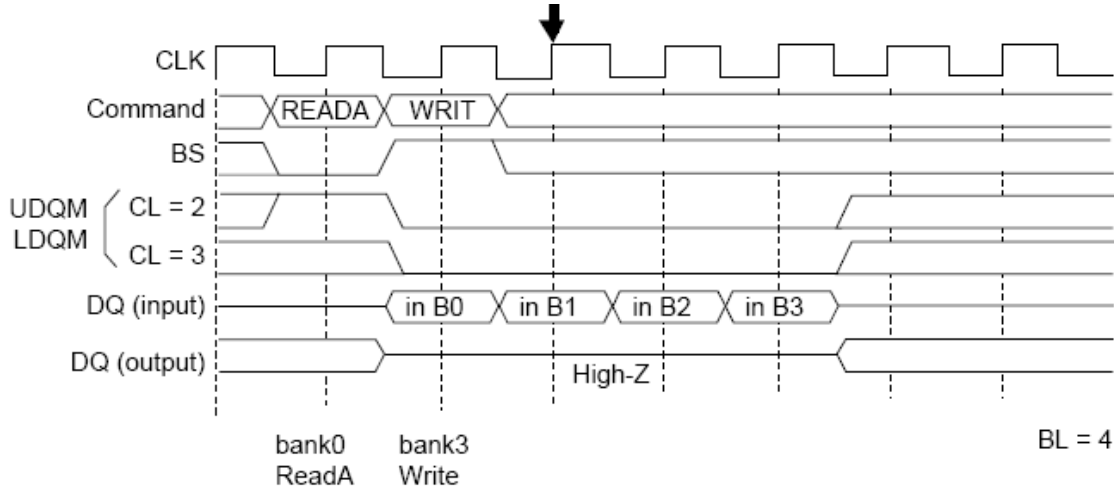 CLK
Command READA WRIT
BS
UDQM CL = 2
LDQM
CL = 3
DQ (input) in B0 in B1 in B2 in B3
DQ (output)
High-Z
bank0 bank3 BL = 4
ReadA Write